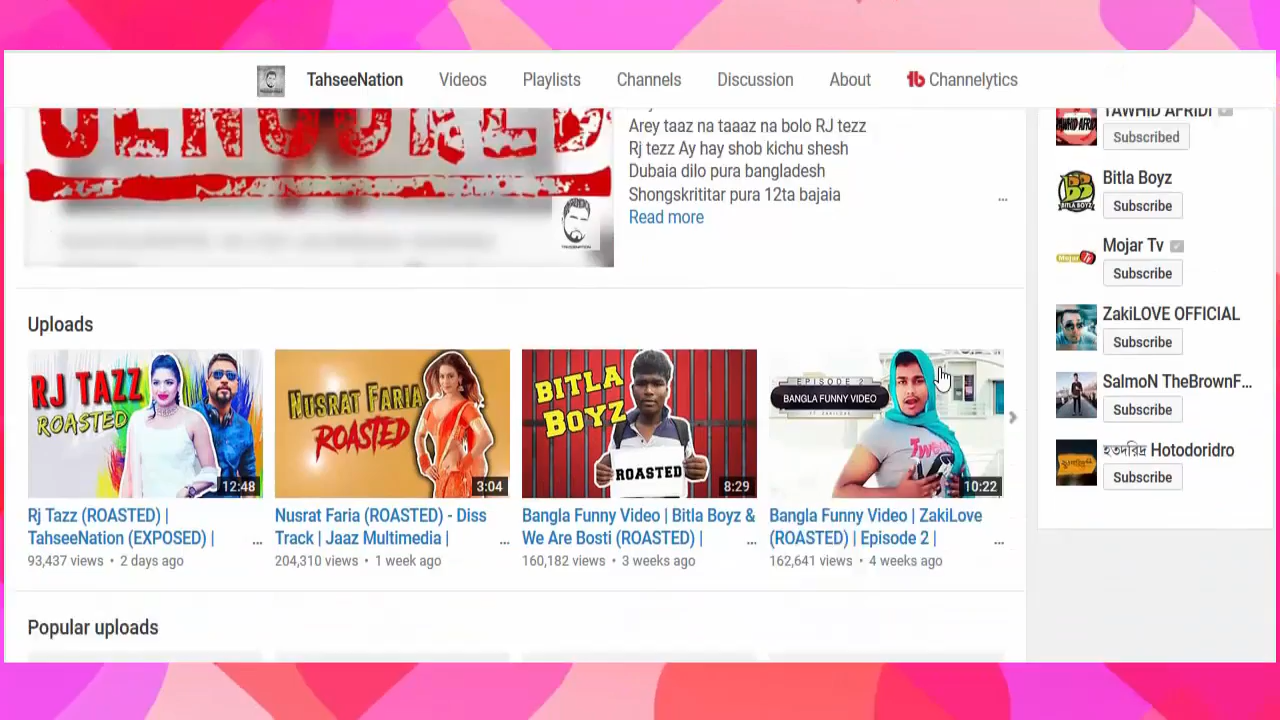 TahseeNation Videos Playlists Channels Discussion About Channelytics
CENSORED
Arey taaz na taaaz na bolo RJ tezz
Rj tezz Ay hay shob kichu shesh
Dubaia dilo pura bangladesh
Shongskrititar pura 12ta bajaia
Read more
TAWHID AFRIDI
Subscribed
Bitla Boyz
Subscribe
Mojar Tv
Subscribe
ZakiLOVE OFFICIAL
Subscribe
SalmoN TheBrownF...
Subscribe
হতদরিদ্র Hotodoridro
Subscribe
Uploads
RJ TAZZ
ROASTED
12:48
NUSRAT FARIA
ROASTED
3:04
BITLA
BOYZ
ROASTED
8:29
EPISODE 2
BANGLA FUNNY VIDEO
10:22
Rj Tazz (ROASTED) |
TahseeNation (EXPOSED) |
93,437 views • 2 days ago
Nusrat Faria (ROASTED) - Diss
Track | Jaaz Multimedia |
204,310 views • 1 week ago
Bangla Funny Video | Bitla Boyz &
We Are Bosti (ROASTED) |
160,182 views • 3 weeks ago
Bangla Funny Video | ZakiLove
(ROASTED) | Episode 2 |
162,641 views • 4 weeks ago
Popular uploads